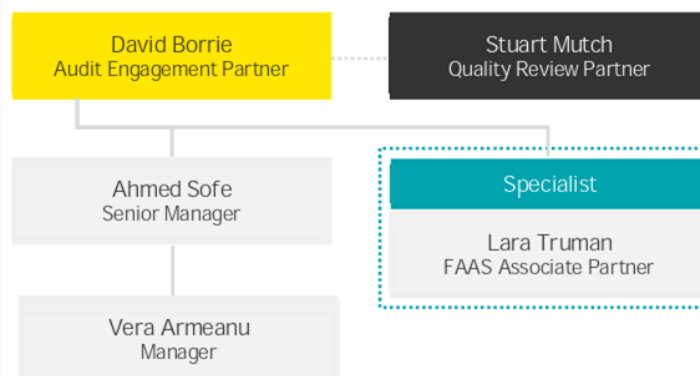 David Borrie
Audit Engagement Partner
Stuart Mutch
Quality Review Partner
Ahmed Sofe
Senior Manager
Specialist
Lara Truman
FAAS Associate Partner
Vera Armeanu
Manager